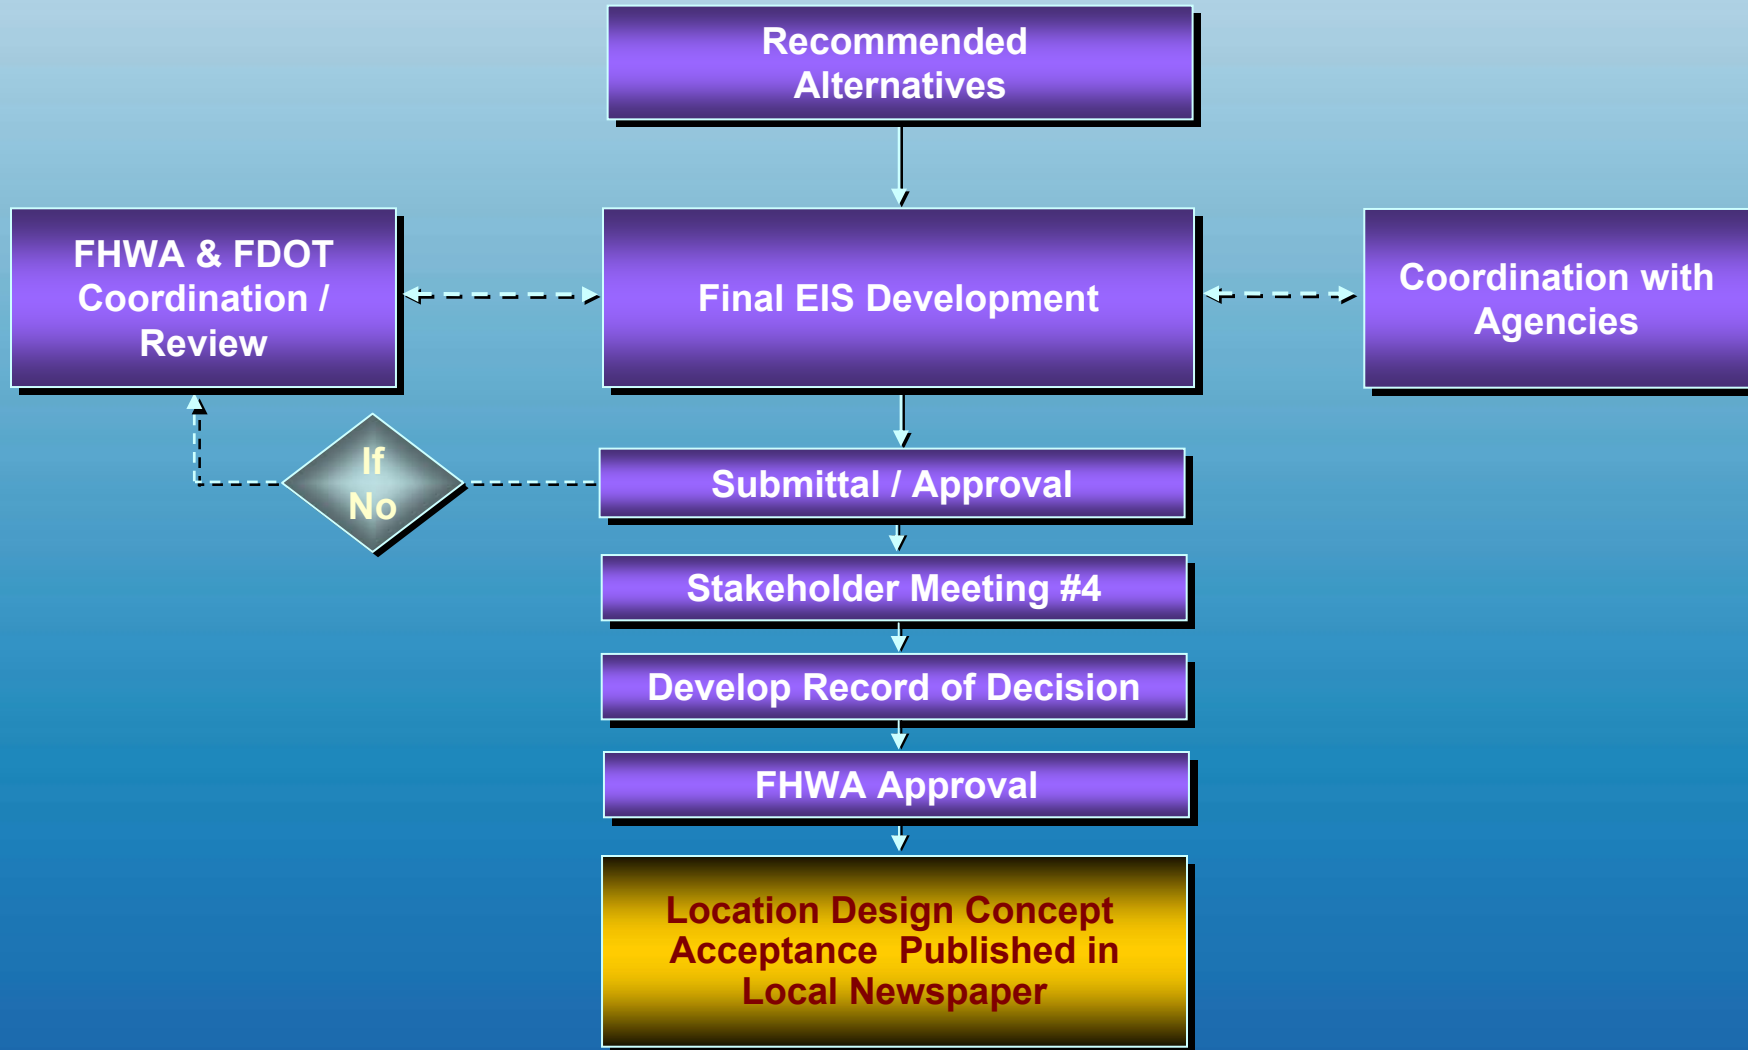 Recommended
Alternatives
FHWA & FDOT
Coordination /
Review
Final EIS Development
Coordination with
Agencies
If
No
Submittal / Approval
Stakeholder Meeting #4
Develop Record of Decision
FHWA Approval
Location Design Concept
Acceptance Published in
Local Newspaper